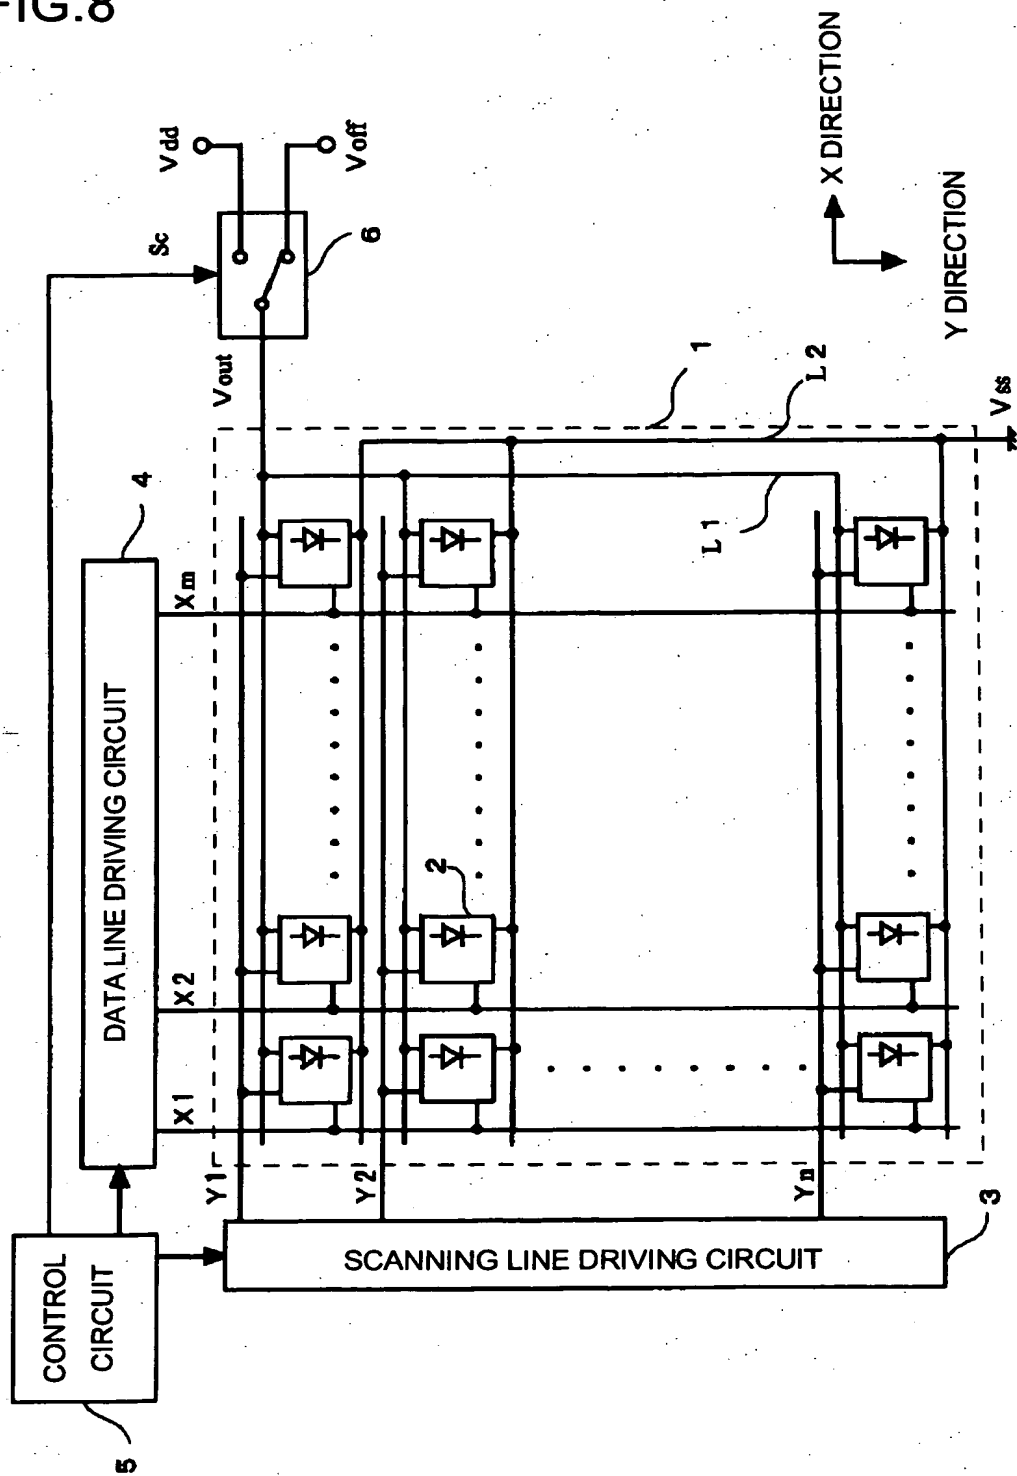 FIG.8
CONTROL
CIRCUIT
5
DATA LINE DRIVING CIRCUIT
4
SCANNING LINE DRIVING CIRCUIT
3
X1
X2
Xm
Y1
Y2
Yn
2
Sc
Vdd
Voff
6
Vout
1
L2
L1
Vss
X DIRECTION
Y DIRECTION